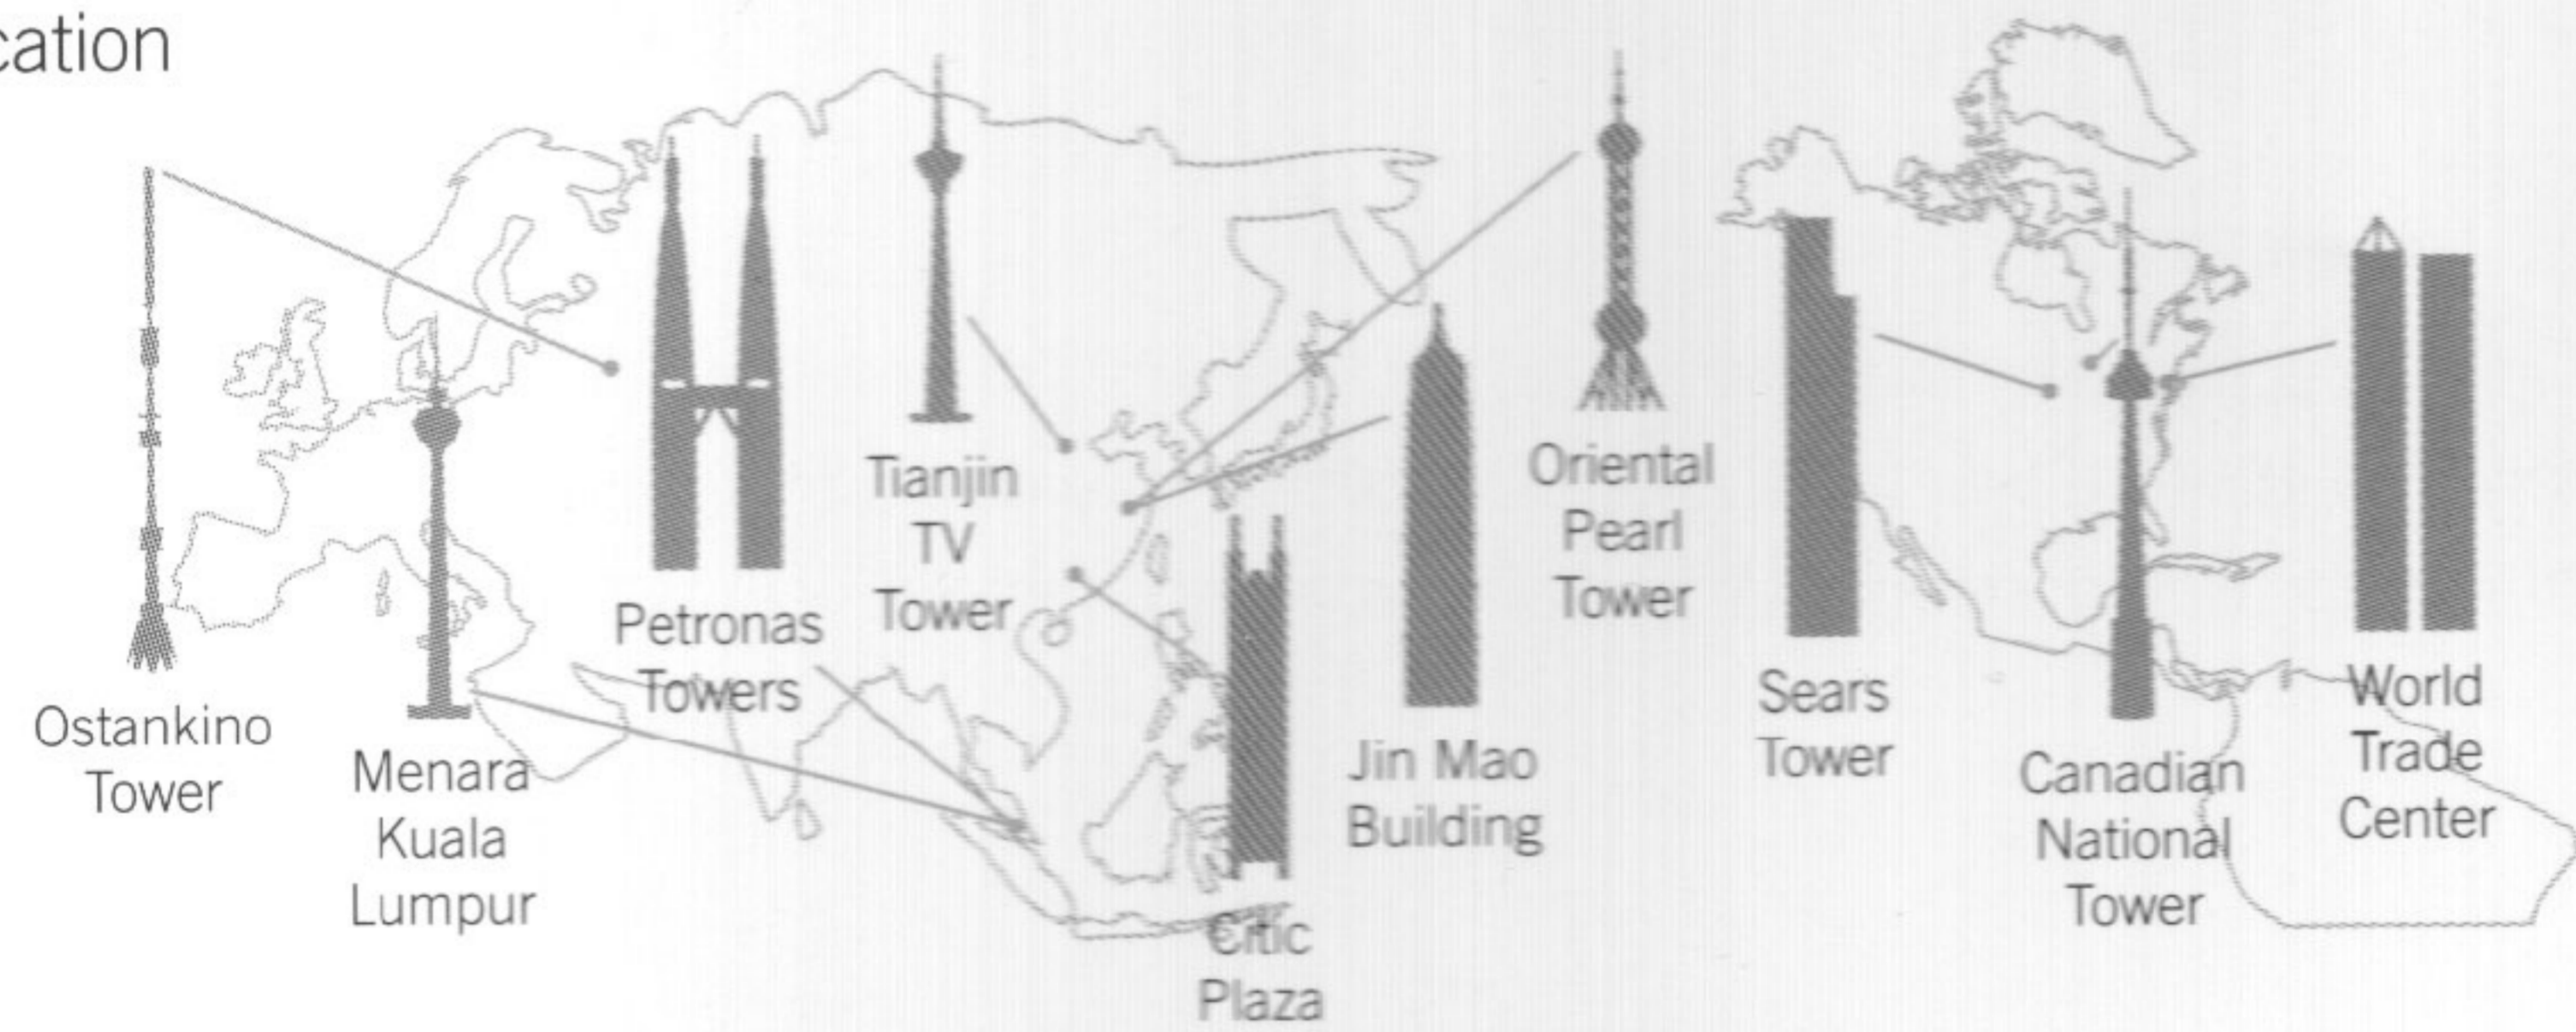 cation
Ostankino
Tower
Menara
Kuala
Lumpur
Petronas
Towers
Tianjin
TV
Tower
Citic
Plaza
Jin Mao
Building
Oriental
Pearl
Tower
Sears
Tower
Canadian
National
Tower
World
Trade
Center